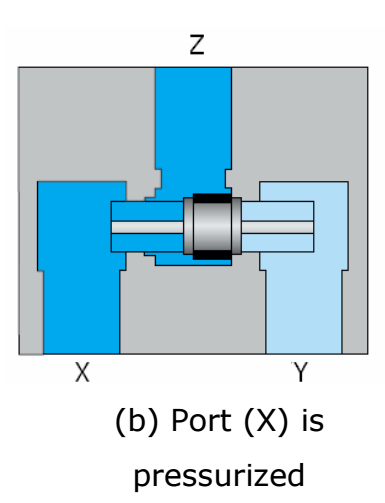 Z
X Y
(b) Port (X) is
pressurized